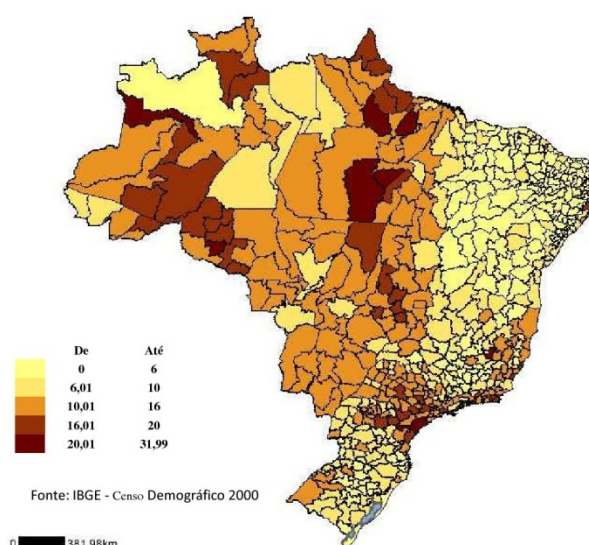 De Até
0 6
6,01 10
10,01 16
16,01 20
20,01 31,99
Fonte: IBGE - Censo Demográfico 2000
0 381,98km